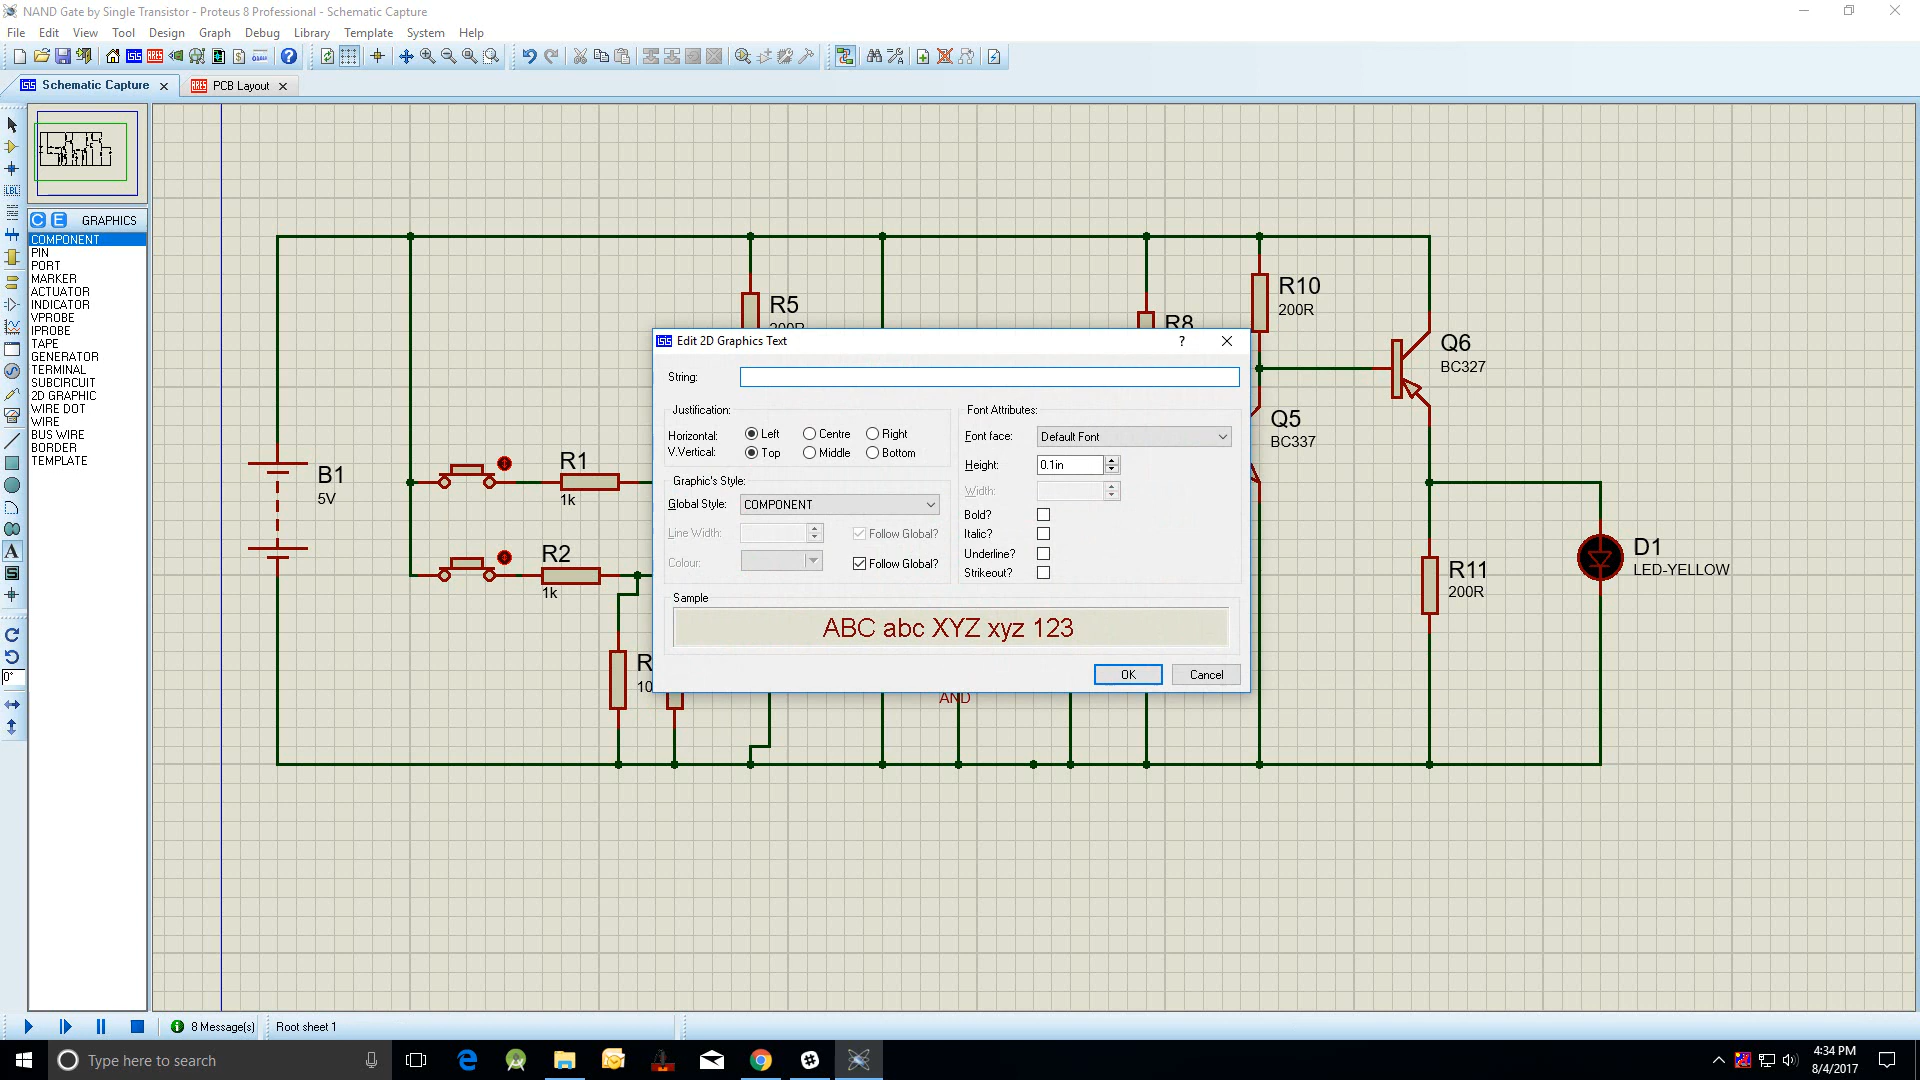 NAND Gate by Single Transistor - Proteus 8 Professional - Schematic Capture
File Edit View Tool Design Graph Debug Library Template System Help
Schematic Capture PCB Layout
LBL
C E GRAPHICS
COMPONENT
PIN
PORT
MARKER
ACTUATOR
INDICATOR
VPROBE
IPROBE
TAPE
GENERATOR
TERMINAL
SUBCIRCUIT
2D GRAPHIC
WIRE DOT
WIRE
BUS WIRE
BORDER
TEMPLATE
A
S
0°
B1
5V
R1
1k
R2
1k
R5
200R
R8
R10
200R
Q6
BC327
Q5
BC337
R11
200R
D1
LED-YELLOW
R
10
AND
Edit 2D Graphics Text ?
String:
Justification:
Horizontal: Left Centre Right
V.Vertical: Top Middle Bottom
Graphic's Style:
Global Style: COMPONENT
Line Width: Follow Global?
Colour: Follow Global?
Font Attributes:
Font face: Default Font
Height: 0.1in
Width:
Bold?
Italic?
Underline?
Strikeout?
Sample
ABC abc XYZ xyz 123
OK Cancel
8 Message(s) Root sheet 1
Type here to search
4:34 PM
8/4/2017